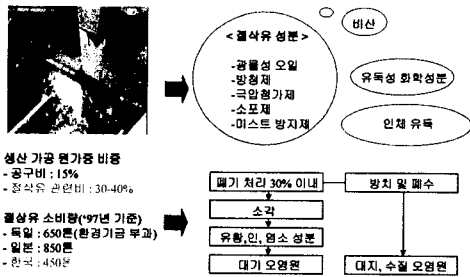 < 절삭유 성분 >
-광물성 오일
-방청제
-극압첨가제
-소포제
-미스트 방지제
비산
유독성 화학성분
인체 유독
생산 가공 원가중 비중
- 공구비 : 15%
- 절삭유 관련비 : 30-40%
절삭유 소비량('97년 기준)
- 독일 : 650톤(환경기금 부과)
- 일본 : 850톤
- 한국 : 450톤
폐기 처리 30% 이내
방치 및 폐수
소각
유황,인, 염소 성분
대기 오염원
대지, 수질 오염원